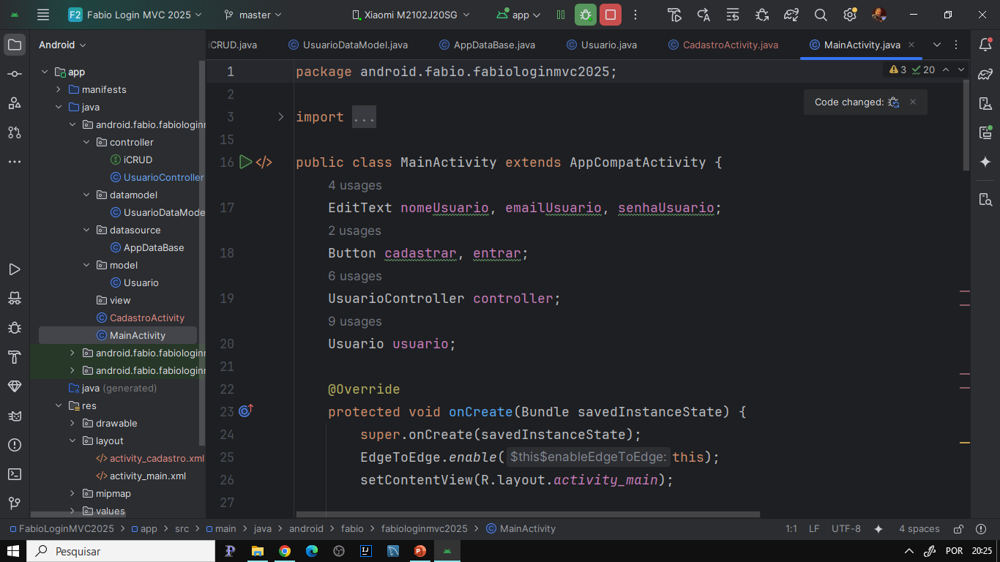 F2 Fabio Login MVC 2025 master Xiaomi M2102J20SG app
Android
iCRUD.java UsuarioDataModel.java AppDataBase.java Usuario.java CadastroActivity.java MainActivity.java
app
manifests
java
android.fabio.fabiologinm
controller
iCRUD
UsuarioController
datamodel
UsuarioDataMode
datasource
AppDataBase
model
Usuario
view
CadastroActivity
MainActivity
android.fabio.fabiologinm
android.fabio.fabiologinm
java (generated)
res
drawable
layout
activity_cadastro.xml
activity_main.xml
mipmap
values
3 20
Code changed:
1 package android.fabio.fabiologinmvc2025;
2
3 import ...
15
16 public class MainActivity extends AppCompatActivity {
4 usages
17 EditText nomeUsuario, emailUsuario, senhaUsuario;
2 usages
18 Button cadastrar, entrar;
6 usages
19 UsuarioController controller;
9 usages
20 Usuario usuario;
21
22 @Override
23 protected void onCreate(Bundle savedInstanceState) {
24 super.onCreate(savedInstanceState);
25 EdgeToEdge.enable( $this$enableEdgeToEdge: this);
26 setContentView(R.layout.activity_main);
27
FabioLoginMVC2025 > app > src > main > java > android > fabio > fabiologinmvc2025 > MainActivity 1:1 LF UTF-8 4 spaces
Pesquisar POR 20:25